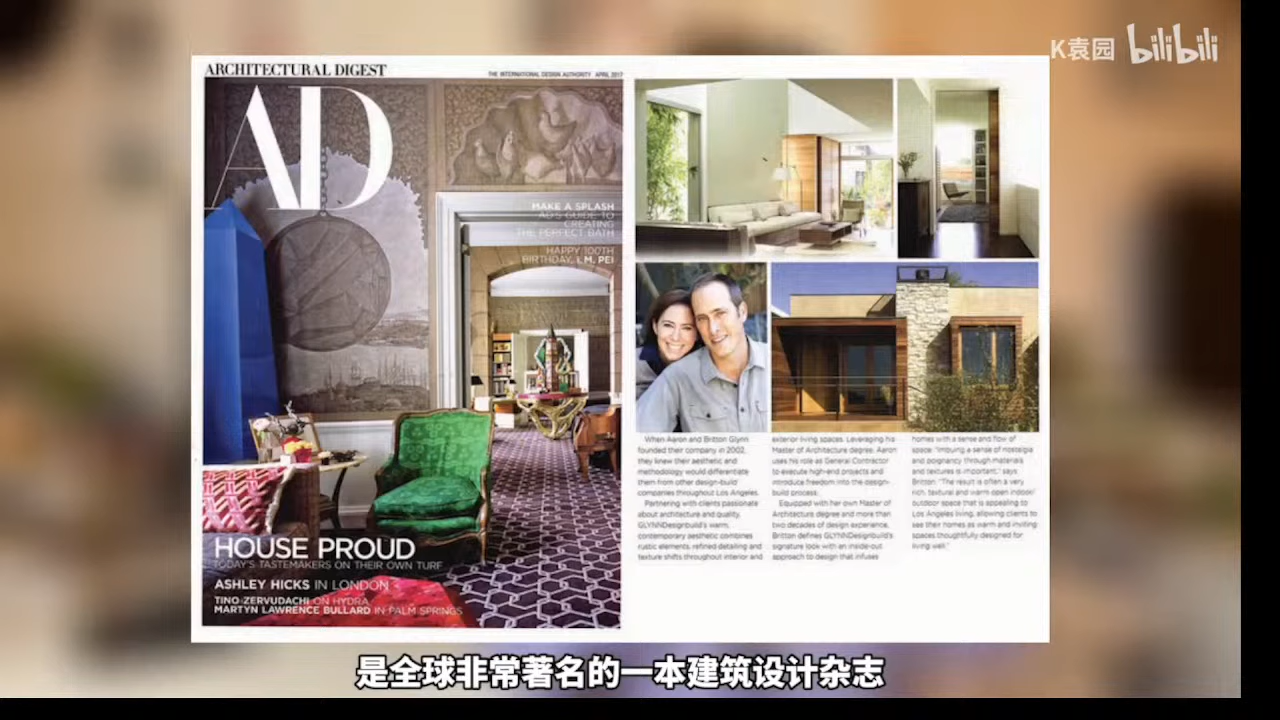 K袁园 bilibili
ARCHITECTURAL DIGEST
THE INTERNATIONAL DESIGN AUTHORITY APRIL 2017
AD
MAKE A SPLASH
AD'S GUIDE TO
CREATING
THE PERFECT BATH
HAPPY 100TH
BIRTHDAY, I.M. PEI
HOUSE PROUD
TODAY'S TASTEMAKERS ON THEIR OWN TURF
ASHLEY HICKS IN LONDON
TINO ZERVUDACHI ON HYDRA
MARTYN LAWRENCE BULLARD IN PALM SPRINGS
When Aaron and Britton Glynn
founded their company in 2002,
they knew their aesthetic and
methodology would differentiate
them from other design-build
companies throughout Los Angeles.
Partnering with clients passionate
about architecture and quality,
GLYNNDesignbuild's warm,
contemporary aesthetic combines
rustic elements, refined detailing and
texture shifts throughout interior and
exterior living spaces. Leveraging his
Master of Architecture degree, Aaron
uses his role as General Contractor
to execute high-end projects and
introduce freedom into the design-
build process.
Equipped with her own Master of
Architecture degree and more than
two decades of design experience,
Britton defines GLYNNDesignbuild's
signature look with an inside-out
approach to design that infuses
homes with a sense and flow of
space. "Imbuing a sense of nostalgia
and poignancy through materials
and textures is important," says
Britton. "The result is often a very
rich, textural and warm open indoor/
outdoor space that is appealing to
Los Angeles living, allowing clients to
see their homes as warm and inviting
spaces thoughtfully designed for
living well."
是全球非常著名的一本建筑设计杂志